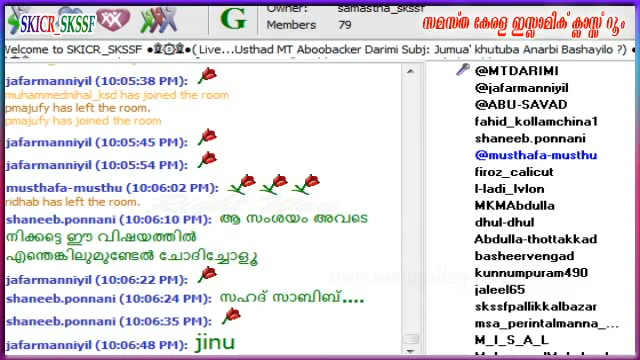 SKICR_SKSSF
Owner: samastha_skssf
Members 79
സമസ്ത കേരള ഇസ്ലാമിക് ക്ലാസ്സ് റൂം
Welcome to SKICR_SKSSF ●۩۞۩●( Live...Usthad MT Aboobacker Darimi Subj: Jumua' khutuba Anarbi Bashayilo ?)
jafarmanniyil (10:05:38 PM):
muhammednihal_ksd has joined the room
pmajufy has left the room.
pmajufy has joined the room
jafarmanniyil (10:05:45 PM):
jafarmanniyil (10:05:54 PM):
musthafa-musthu (10:06:02 PM):
ridhab has left the room.
shaneeb.ponnani (10:06:10 PM): ആ സംശയം അവടെ
നിക്കട്ടെ ഈ വിഷയത്തിൽ
എന്തെങ്കിലുമുണ്ടേൽ ചോദിച്ചോളൂ
jafarmanniyil (10:06:22 PM):
shaneeb.ponnani (10:06:24 PM): സഹദ് സാബിബ്....
shaneeb.ponnani (10:06:35 PM):
jafarmanniyil (10:06:48 PM): jinu
@MTDARIMI
@jafarmanniyil
@ABU-SAVAD
fahid_kollamchina1
shaneeb.ponnani
@musthafa-musthu
firoz_calicut
l-ladi_lvlon
MKMAbdulla
dhul-dhul
Abdulla-thottakkad
basheervengad
kunnumpuram490
jaleel65
skssfpallikkalbazar
msa_perintalmanna_...
M_I_S_A_L